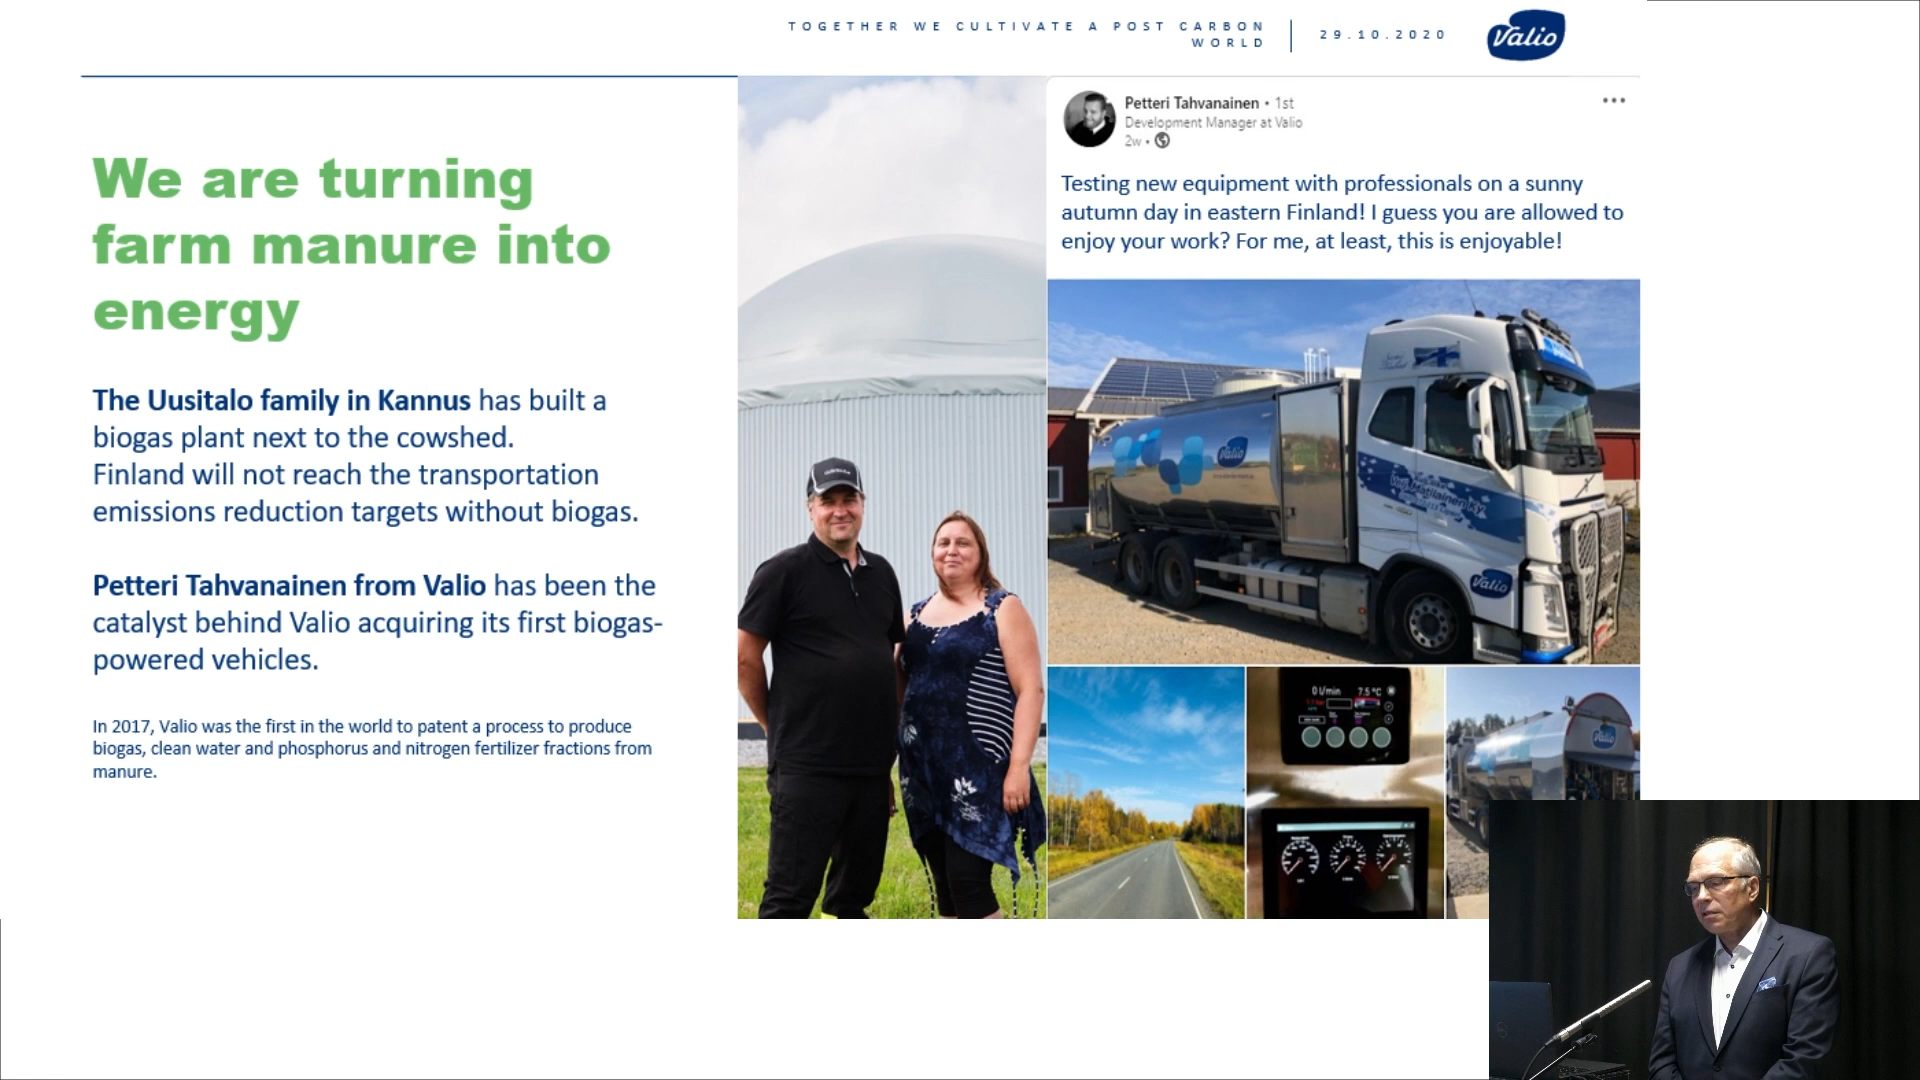 TOGETHER WE CULTIVATE A POST CARBON
WORLD
29.10.2020
Valio
We are turning
farm manure into
energy
The Uusitalo family in Kannus has built a
biogas plant next to the cowshed.
Finland will not reach the transportation
emissions reduction targets without biogas.
Petteri Tahvanainen from Valio has been the
catalyst behind Valio acquiring its first biogas-
powered vehicles.
In 2017, Valio was the first in the world to patent a process to produce
biogas, clean water and phosphorus and nitrogen fertilizer fractions from
manure.
Petteri Tahvanainen • 1st
Development Manager at Valio
2w •
Testing new equipment with professionals on a sunny
autumn day in eastern Finland! I guess you are allowed to
enjoy your work? For me, at least, this is enjoyable!
Valio
Valio
0 l/min 7.5 °C
Valio